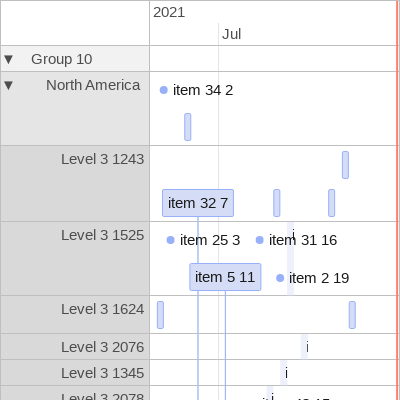 2021
Jul
▼ Group 10
▼ North America
item 34 2
Level 3 1243
item 32 7
Level 3 1525
item 25 3
item 31 16
i
item 5 11
item 2 19
Level 3 1624
Level 3 2076
i
Level 3 1345
i
Level 3 2078
i